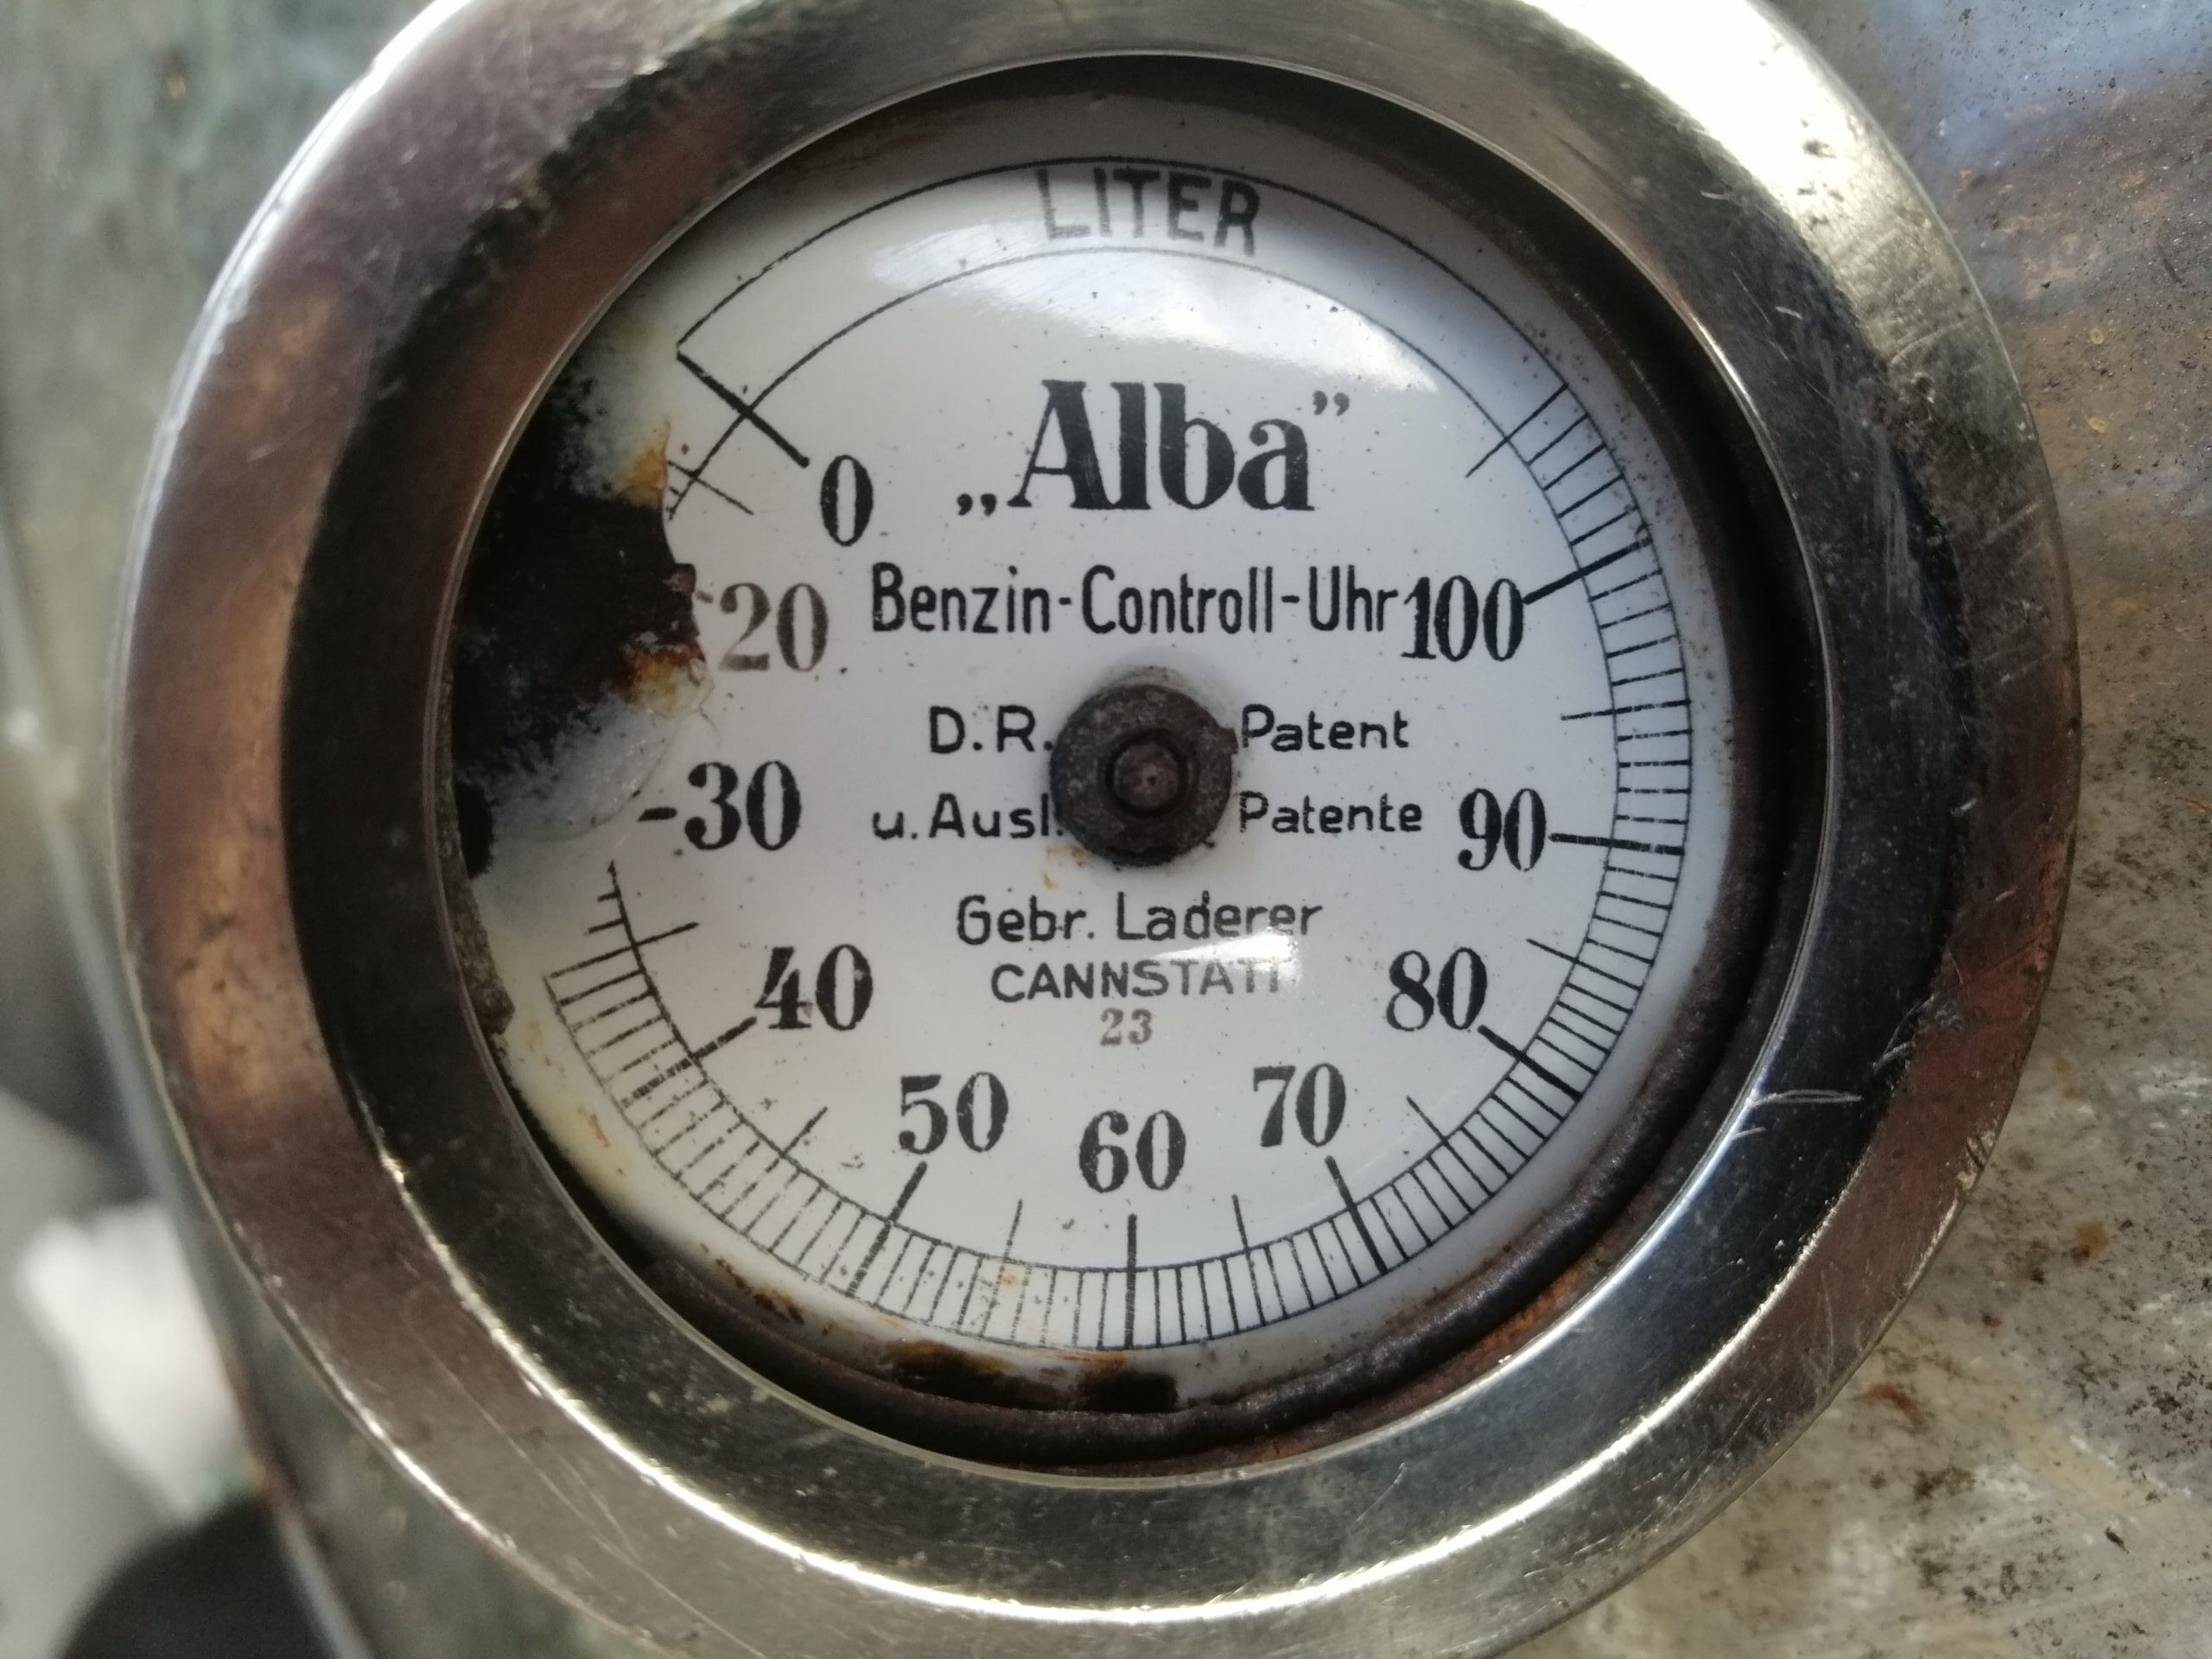 LITER
„Alba”
0
Benzin-Controll-Uhr
20
100
D.R. Patent
30
u. Ausl. Patente
90
Gebr. Laderer
CANNSTATT
40
80
23
50
70
60